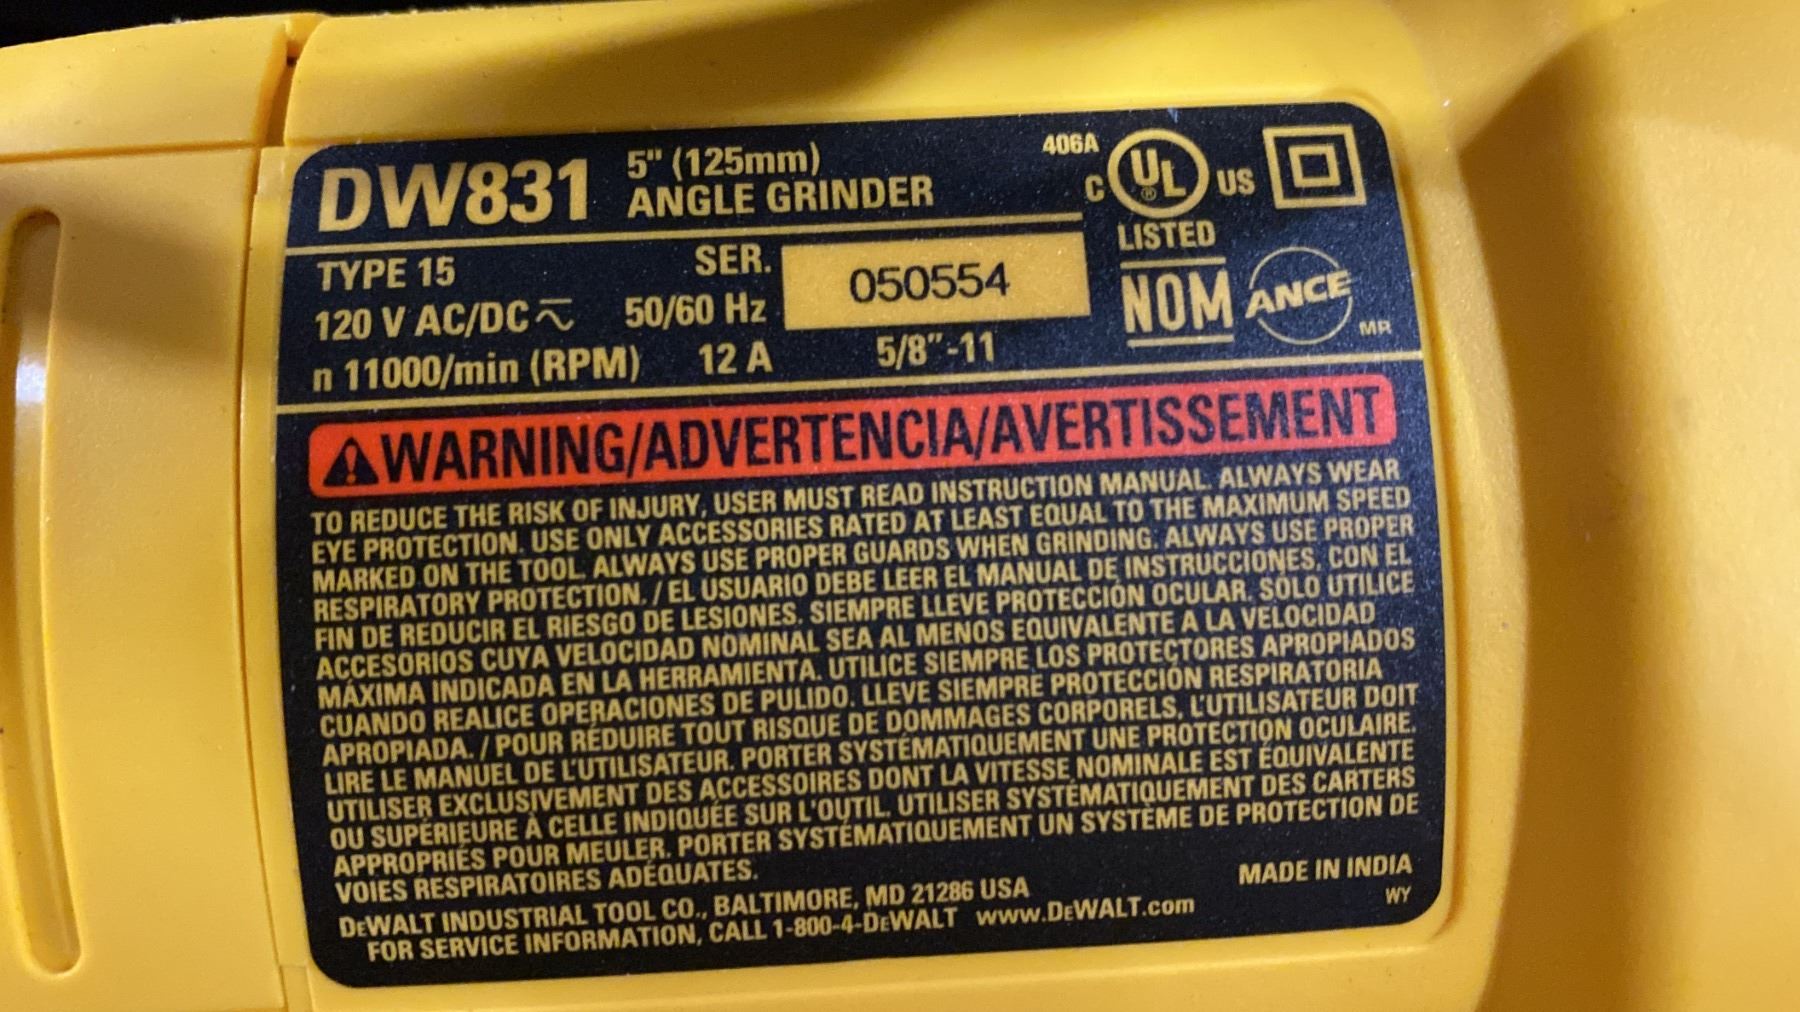 DW831 5" (125mm)
ANGLE GRINDER
406A
C UL ® US
LISTED
TYPE 15 SER. 050554
120 V AC/DC 50/60 Hz
n 11000/min (RPM) 12 A 5/8"-11
NOM ANCE MR
WARNING/ADVERTENCIA/AVERTISSEMENT
TO REDUCE THE RISK OF INJURY, USER MUST READ INSTRUCTION MANUAL. ALWAYS WEAR
EYE PROTECTION. USE ONLY ACCESSORIES RATED AT LEAST EQUAL TO THE MAXIMUM SPEED
MARKED ON THE TOOL. ALWAYS USE PROPER GUARDS WHEN GRINDING. ALWAYS USE PROPER
RESPIRATORY PROTECTION. / EL USUARIO DEBE LEER EL MANUAL DE INSTRUCCIONES, CON EL
FIN DE REDUCIR EL RIESGO DE LESIONES. SIEMPRE LLEVE PROTECCIÓN OCULAR. SÓLO UTILICE
ACCESORIOS CUYA VELOCIDAD NOMINAL SEA AL MENOS EQUIVALENTE A LA VELOCIDAD
MÁXIMA INDICADA EN LA HERRAMIENTA. UTILICE SIEMPRE LOS PROTECTORES APROPIADOS
CUANDO REALICE OPERACIONES DE PULIDO. LLEVE SIEMPRE PROTECCIÓN RESPIRATORIA
APROPIADA. / POUR RÉDUIRE TOUT RISQUE DE DOMMAGES CORPORELS, L'UTILISATEUR DOIT
LIRE LE MANUEL DE L'UTILISATEUR. PORTER SYSTÉMATIQUEMENT UNE PROTECTION OCULAIRE.
UTILISER EXCLUSIVEMENT DES ACCESSOIRES DONT LA VITESSE NOMINALE EST ÉQUIVALENTE
OU SUPÉRIEURE À CELLE INDIQUÉE SUR L'OUTIL. UTILISER SYSTÉMATIQUEMENT DES CARTERS
APPROPRIÉS POUR MEULER. PORTER SYSTÉMATIQUEMENT UN SYSTÈME DE PROTECTION DE
VOIES RESPIRATOIRES ADÉQUATES.
DEWALT INDUSTRIAL TOOL CO., BALTIMORE, MD 21286 USA MADE IN INDIA
FOR SERVICE INFORMATION, CALL 1-800-4-DEWALT www.DEWALT.com WY